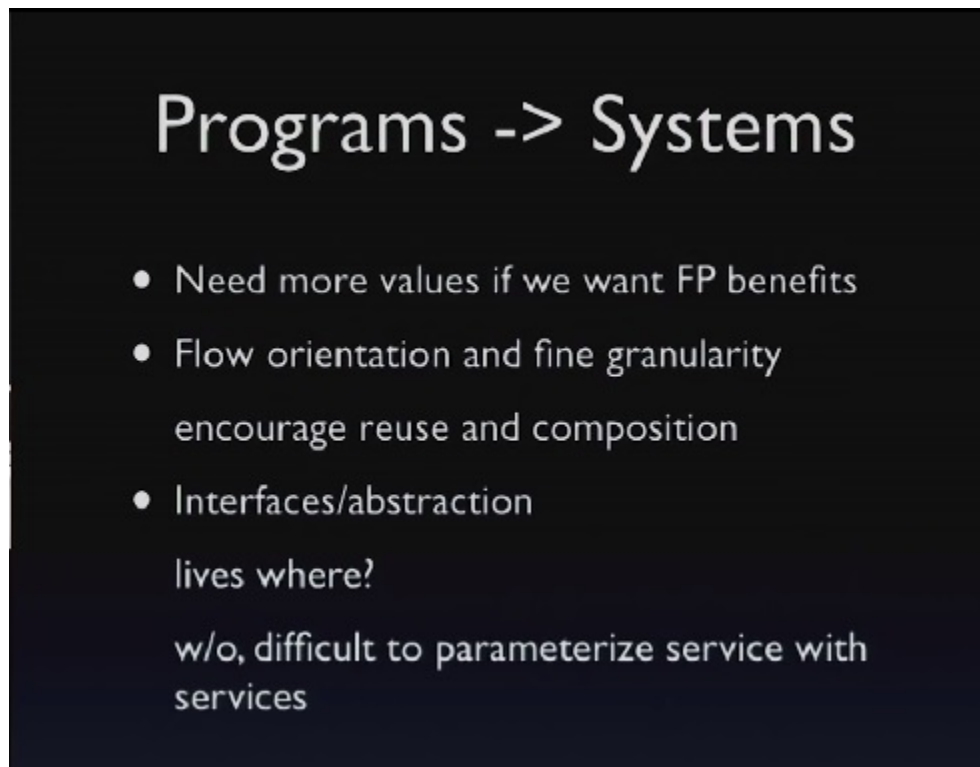 Programs -> Systems
Need more values if we want FP benefits
Flow orientation and fine granularity
encourage reuse and composition
Interfaces/abstraction
lives where?
w/o, difficult to parameterize service with
services